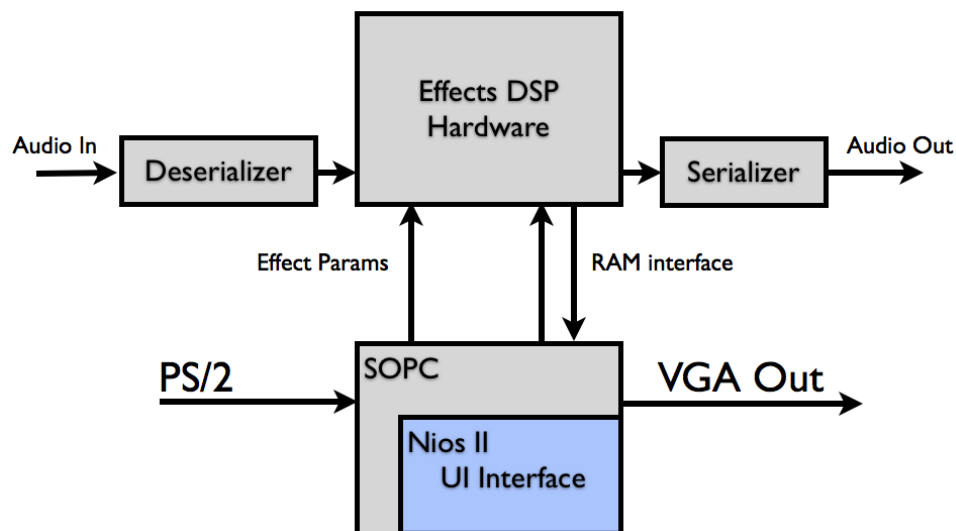 Effects DSP
Hardware
Audio In
Deserializer
Serializer
Audio Out
Effect Params
RAM interface
PS/2
SOPC
VGA Out
Nios II
UI Interface